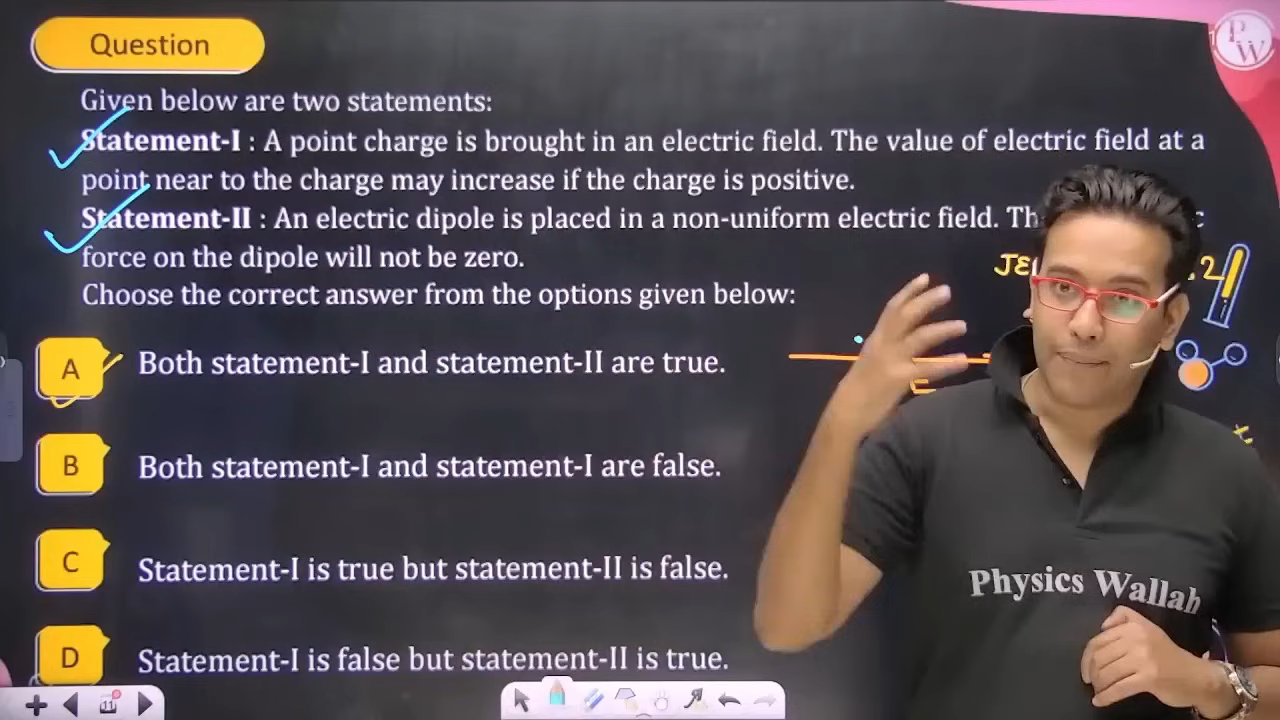 Question
PW
Given below are two statements:
Statement-I : A point charge is brought in an electric field. The value of electric field at a
point near to the charge may increase if the charge is positive.
Statement-II : An electric dipole is placed in a non-uniform electric field. Th c
force on the dipole will not be zero.
JE 2
Choose the correct answer from the options given below:
A Both statement-I and statement-II are true.
E
B Both statement-I and statement-I are false.
C Statement-I is true but statement-II is false.
Physics Wallah
D Statement-I is false but statement-II is true.
11